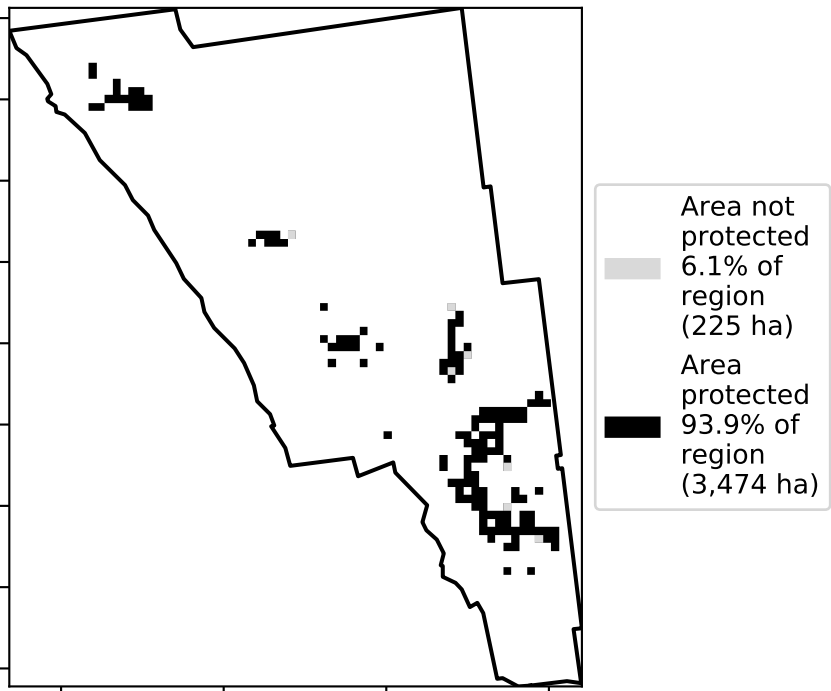 Area not
protected
6.1% of
region
(225 ha)
Area
protected
93.9% of
region
(3,474 ha)